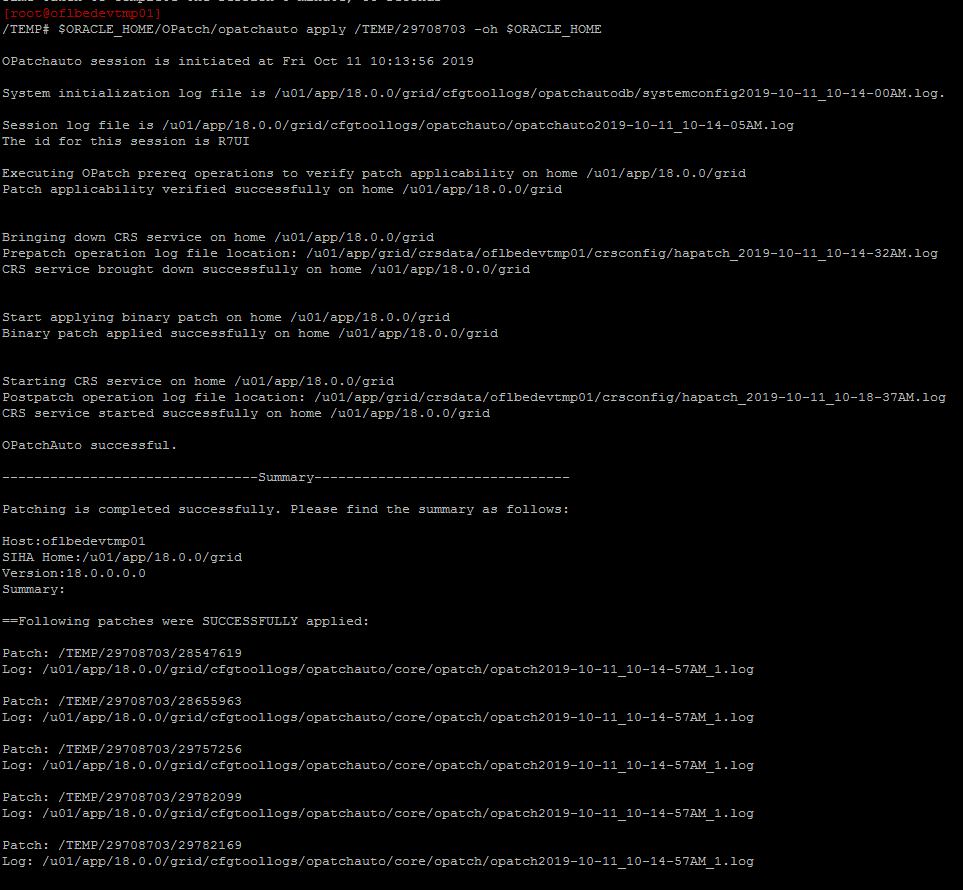 [root@oflbedevtmp01]
/TEMP# $ORACLE_HOME/OPatch/opatchauto apply /TEMP/29708703 -oh $ORACLE_HOME
OPatchauto session is initiated at Fri Oct 11 10:13:56 2019
System initialization log file is /u01/app/18.0.0/grid/cfgtoollogs/opatchautodb/systemconfig2019-10-11_10-14-00AM.log.
Session log file is /u01/app/18.0.0/grid/cfgtoollogs/opatchauto/opatchauto2019-10-11_10-14-05AM.log
The id for this session is R7UI
Executing OPatch prereq operations to verify patch applicability on home /u01/app/18.0.0/grid
Patch applicability verified successfully on home /u01/app/18.0.0/grid
Bringing down CRS service on home /u01/app/18.0.0/grid
Prepatch operation log file location: /u01/app/grid/crsdata/oflbedevtmp01/crsconfig/hapatch_2019-10-11_10-14-32AM.log
CRS service brought down successfully on home /u01/app/18.0.0/grid
Start applying binary patch on home /u01/app/18.0.0/grid
Binary patch applied successfully on home /u01/app/18.0.0/grid
Starting CRS service on home /u01/app/18.0.0/grid
Postpatch operation log file location: /u01/app/grid/crsdata/oflbedevtmp01/crsconfig/hapatch_2019-10-11_10-18-37AM.log
CRS service started successfully on home /u01/app/18.0.0/grid
OPatchAuto successful.
--------------------------------Summary--------------------------------
Patching is completed successfully. Please find the summary as follows:
Host:oflbedevtmp01
SIHA Home:/u01/app/18.0.0/grid
Version:18.0.0.0.0
Summary:
==Following patches were SUCCESSFULLY applied:
Patch: /TEMP/29708703/28547619
Log: /u01/app/18.0.0/grid/cfgtoollogs/opatchauto/core/opatch/opatch2019-10-11_10-14-57AM_1.log
Patch: /TEMP/29708703/28655963
Log: /u01/app/18.0.0/grid/cfgtoollogs/opatchauto/core/opatch/opatch2019-10-11_10-14-57AM_1.log
Patch: /TEMP/29708703/29757256
Log: /u01/app/18.0.0/grid/cfgtoollogs/opatchauto/core/opatch/opatch2019-10-11_10-14-57AM_1.log
Patch: /TEMP/29708703/29782099
Log: /u01/app/18.0.0/grid/cfgtoollogs/opatchauto/core/opatch/opatch2019-10-11_10-14-57AM_1.log
Patch: /TEMP/29708703/29782169
Log: /u01/app/18.0.0/grid/cfgtoollogs/opatchauto/core/opatch/opatch2019-10-11_10-14-57AM_1.log